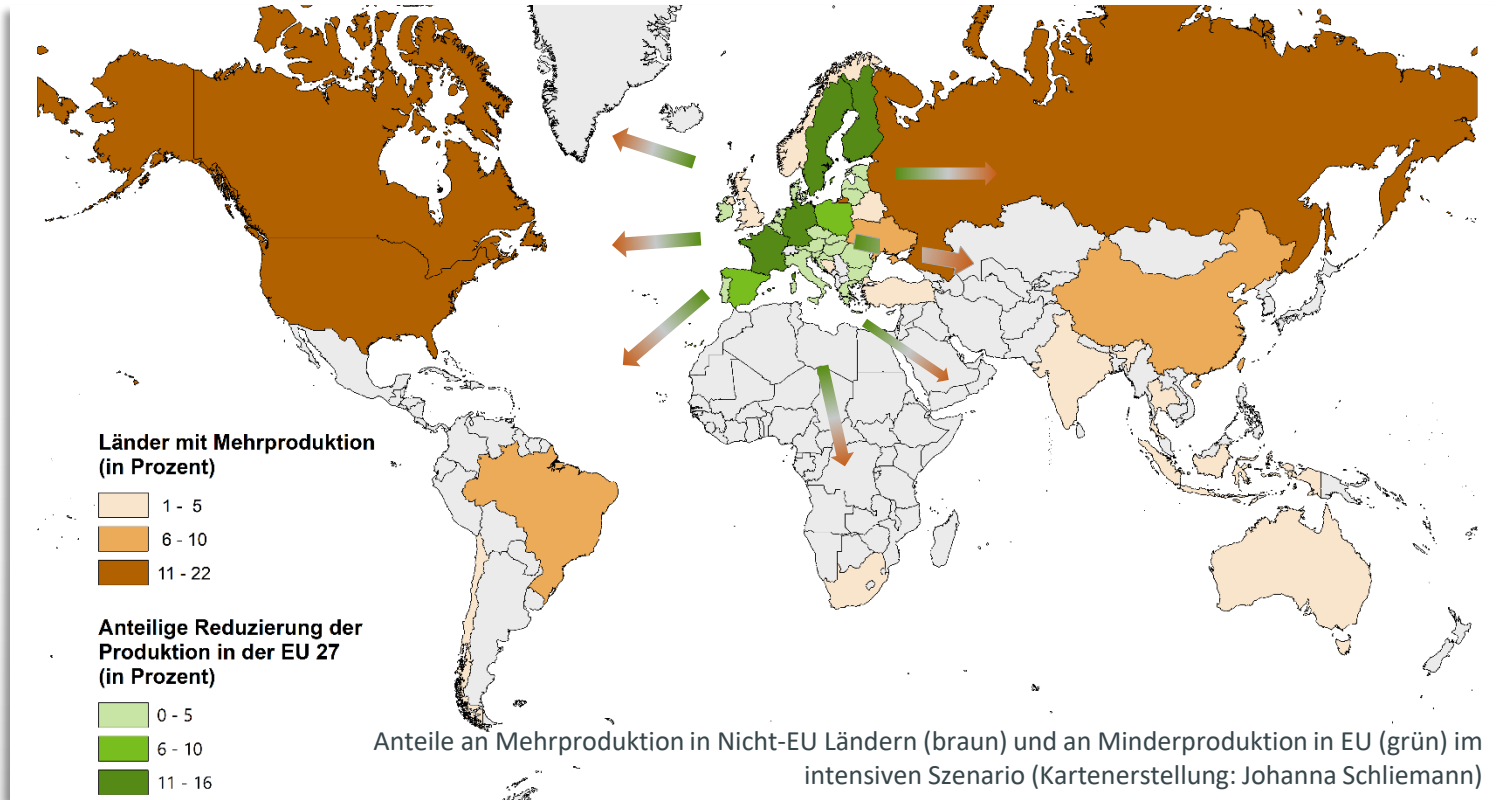 Länder mit Mehrproduktion
(in Prozent)
1 - 5
6 - 10
11 - 22
Anteilige Reduzierung der
Produktion in der EU 27
(in Prozent)
0 - 5
6 - 10
11 - 16
Anteile an Mehrproduktion in Nicht-EU Ländern (braun) und an Minderproduktion in EU (grün) im
intensiven Szenario (Kartenerstellung: Johanna Schliemann)